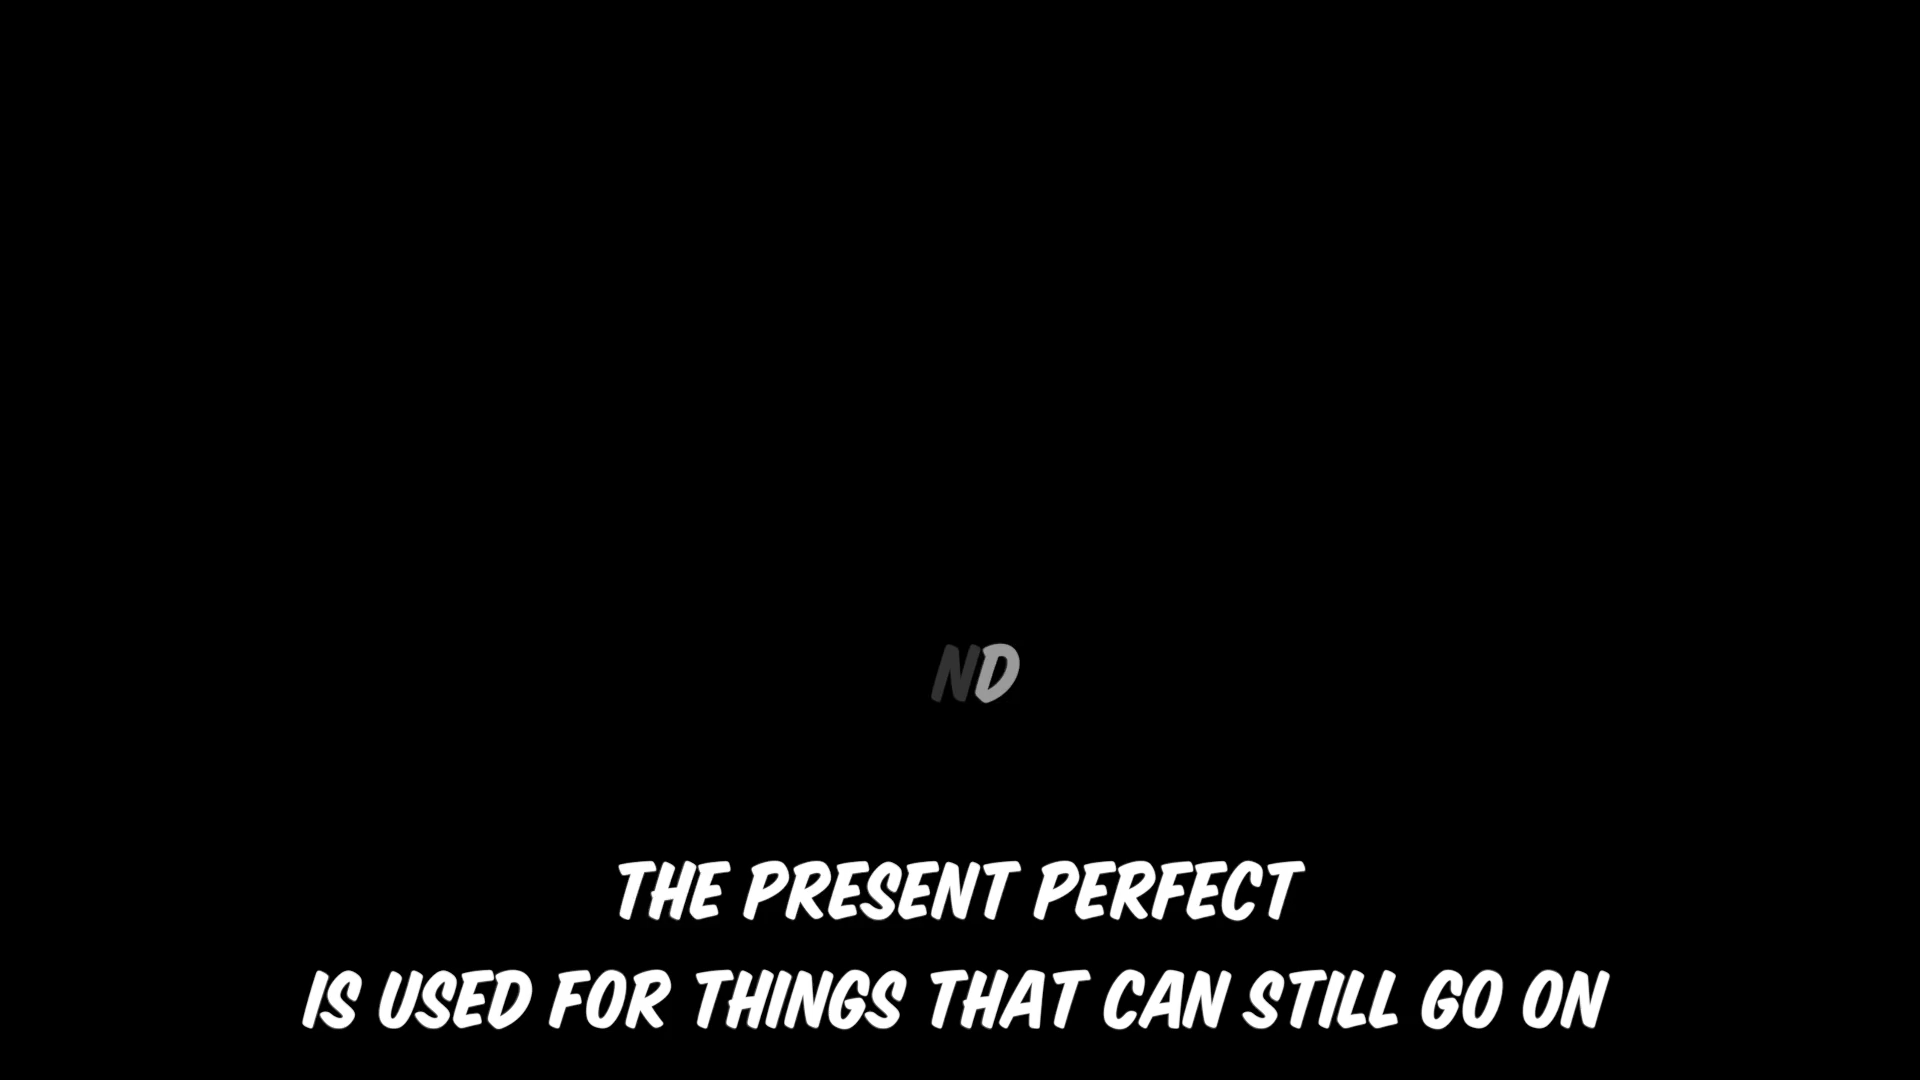 ND
THE PRESENT PERFECT
IS USED FOR THINGS THAT CAN STILL GO ON